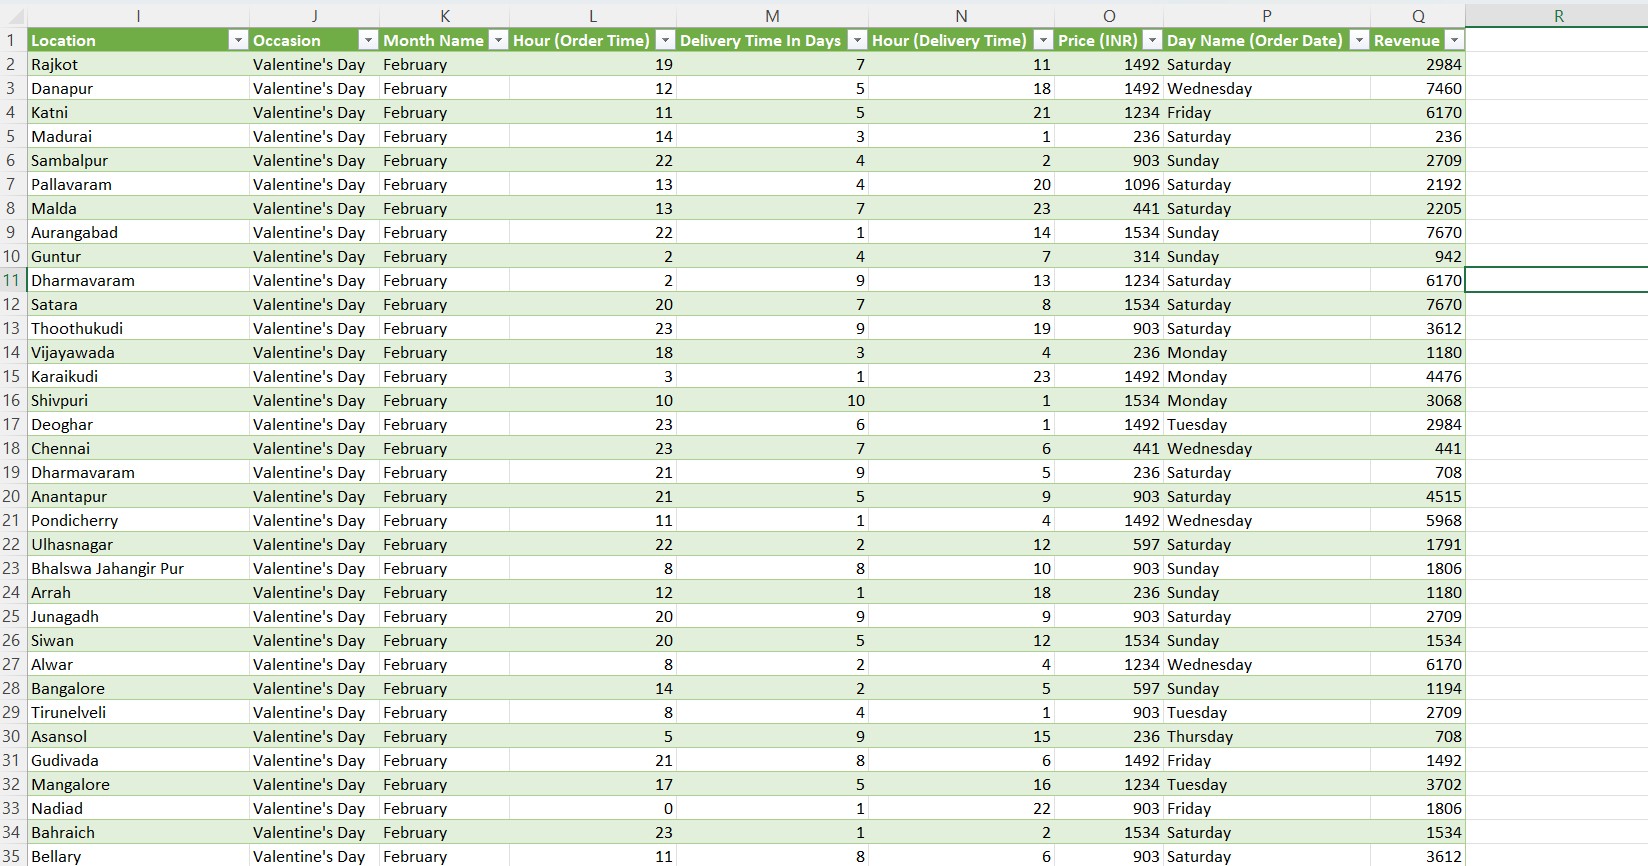 I J K L M N O P Q R
1 Location Occasion Month Name Hour (Order Time) Delivery Time In Days Hour (Delivery Time) Price (INR) Day Name (Order Date) Revenue
2 Rajkot Valentine's Day February 19 7 11 1492 Saturday 2984
3 Danapur Valentine's Day February 12 5 18 1492 Wednesday 7460
4 Katni Valentine's Day February 11 5 21 1234 Friday 6170
5 Madurai Valentine's Day February 14 3 1 236 Saturday 236
6 Sambalpur Valentine's Day February 22 4 2 903 Sunday 2709
7 Pallavaram Valentine's Day February 13 4 20 1096 Saturday 2192
8 Malda Valentine's Day February 13 7 23 441 Saturday 2205
9 Aurangabad Valentine's Day February 22 1 14 1534 Sunday 7670
10 Guntur Valentine's Day February 2 4 7 314 Sunday 942
11 Dharmavaram Valentine's Day February 2 9 13 1234 Saturday 6170
12 Satara Valentine's Day February 20 7 8 1534 Saturday 7670
13 Thoothukudi Valentine's Day February 23 9 19 903 Saturday 3612
14 Vijayawada Valentine's Day February 18 3 4 236 Monday 1180
15 Karaikudi Valentine's Day February 3 1 23 1492 Monday 4476
16 Shivpuri Valentine's Day February 10 10 1 1534 Monday 3068
17 Deoghar Valentine's Day February 23 6 1 1492 Tuesday 2984
18 Chennai Valentine's Day February 23 7 6 441 Wednesday 441
19 Dharmavaram Valentine's Day February 21 9 5 236 Saturday 708
20 Anantapur Valentine's Day February 21 5 9 903 Saturday 4515
21 Pondicherry Valentine's Day February 11 1 4 1492 Wednesday 5968
22 Ulhasnagar Valentine's Day February 22 2 12 597 Saturday 1791
23 Bhalswa Jahangir Pur Valentine's Day February 8 8 10 903 Sunday 1806
24 Arrah Valentine's Day February 12 1 18 236 Sunday 1180
25 Junagadh Valentine's Day February 20 9 9 903 Saturday 2709
26 Siwan Valentine's Day February 20 5 12 1534 Sunday 1534
27 Alwar Valentine's Day February 8 2 4 1234 Wednesday 6170
28 Bangalore Valentine's Day February 14 2 5 597 Sunday 1194
29 Tirunelveli Valentine's Day February 8 4 1 903 Tuesday 2709
30 Asansol Valentine's Day February 5 9 15 236 Thursday 708
31 Gudivada Valentine's Day February 21 8 6 1492 Friday 1492
32 Mangalore Valentine's Day February 17 5 16 1234 Tuesday 3702
33 Nadiad Valentine's Day February 0 1 22 903 Friday 1806
34 Bahraich Valentine's Day February 23 1 2 1534 Saturday 1534
35 Bellary Valentine's Day February 11 8 6 903 Saturday 3612